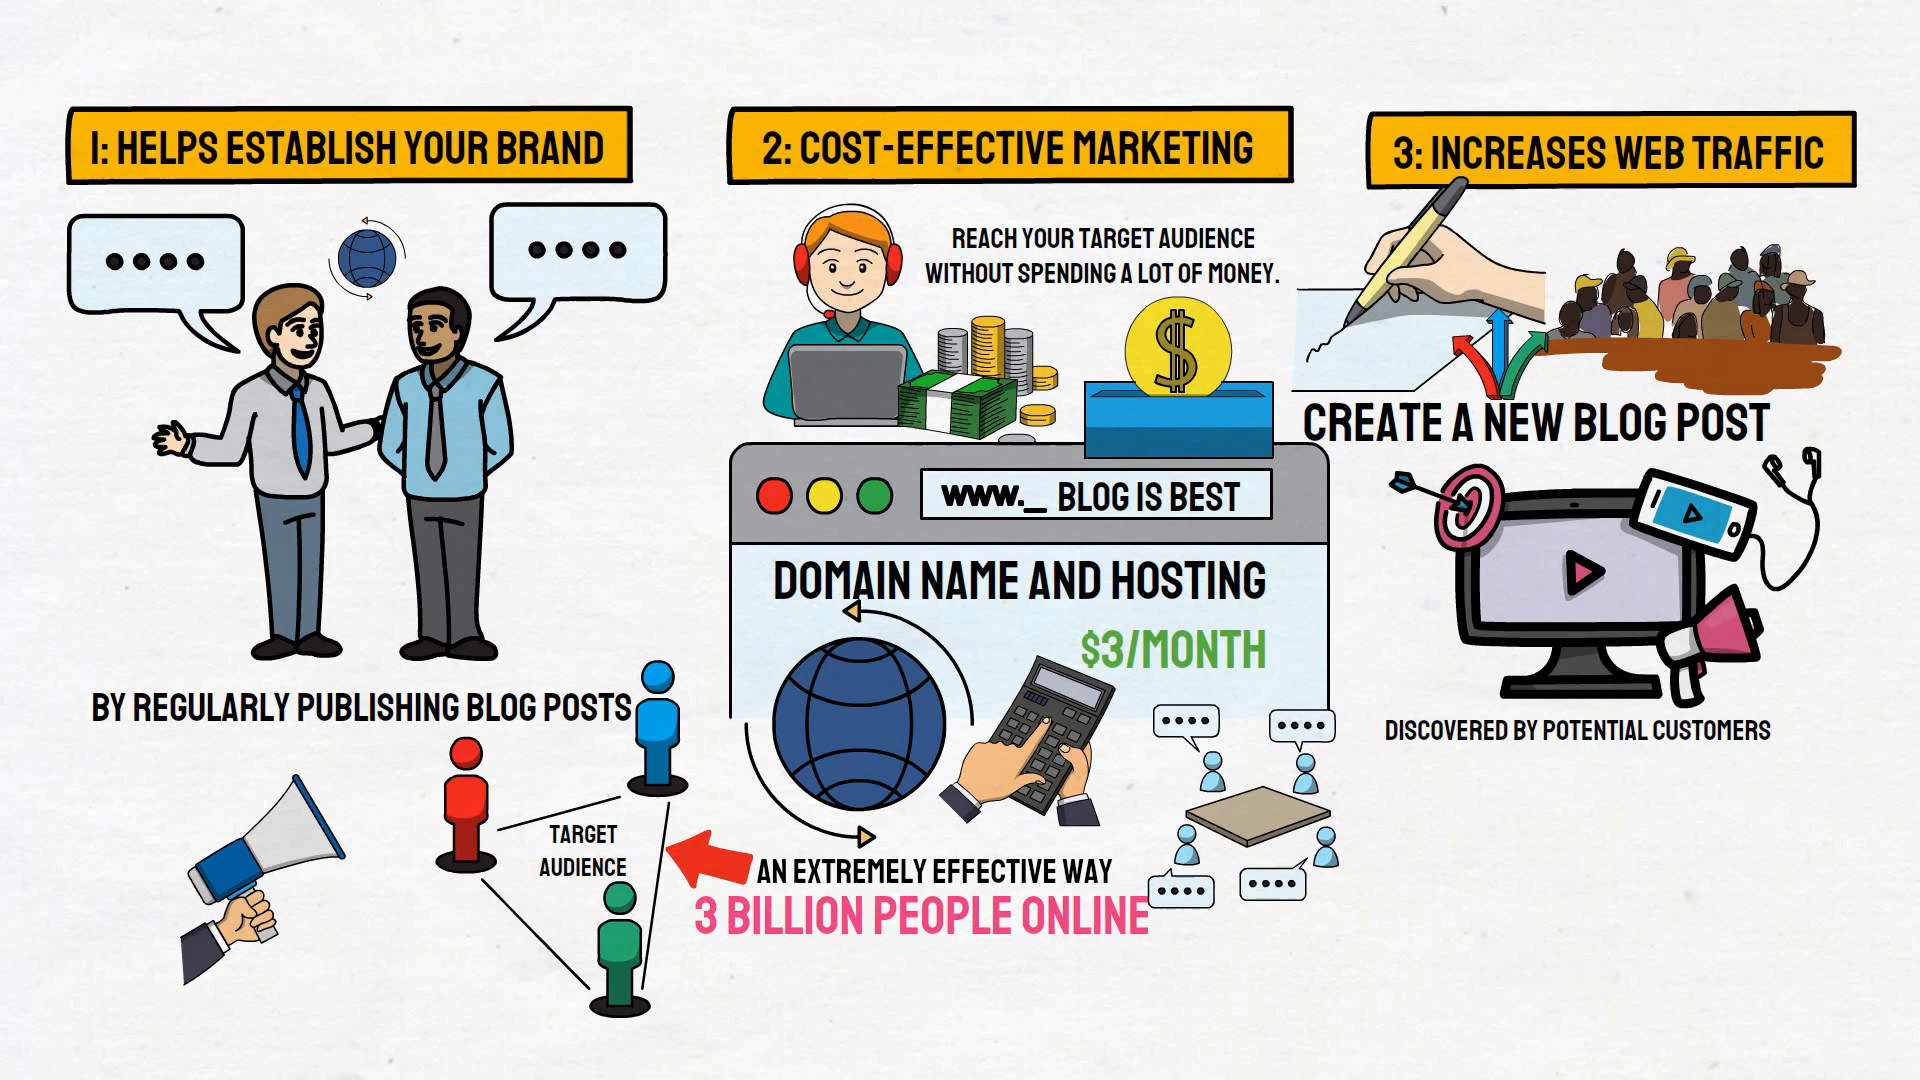 1: HELPS ESTABLISH YOUR BRAND
BY REGULARLY PUBLISHING BLOG POSTS
TARGET
AUDIENCE
2: COST-EFFECTIVE MARKETING
REACH YOUR TARGET AUDIENCE
WITHOUT SPENDING A LOT OF MONEY.
$
WWW._ BLOG IS BEST
DOMAIN NAME AND HOSTING
$3/MONTH
AN EXTREMELY EFFECTIVE WAY
3 BILLION PEOPLE ONLINE
3: INCREASES WEB TRAFFIC
CREATE A NEW BLOG POST
DISCOVERED BY POTENTIAL CUSTOMERS